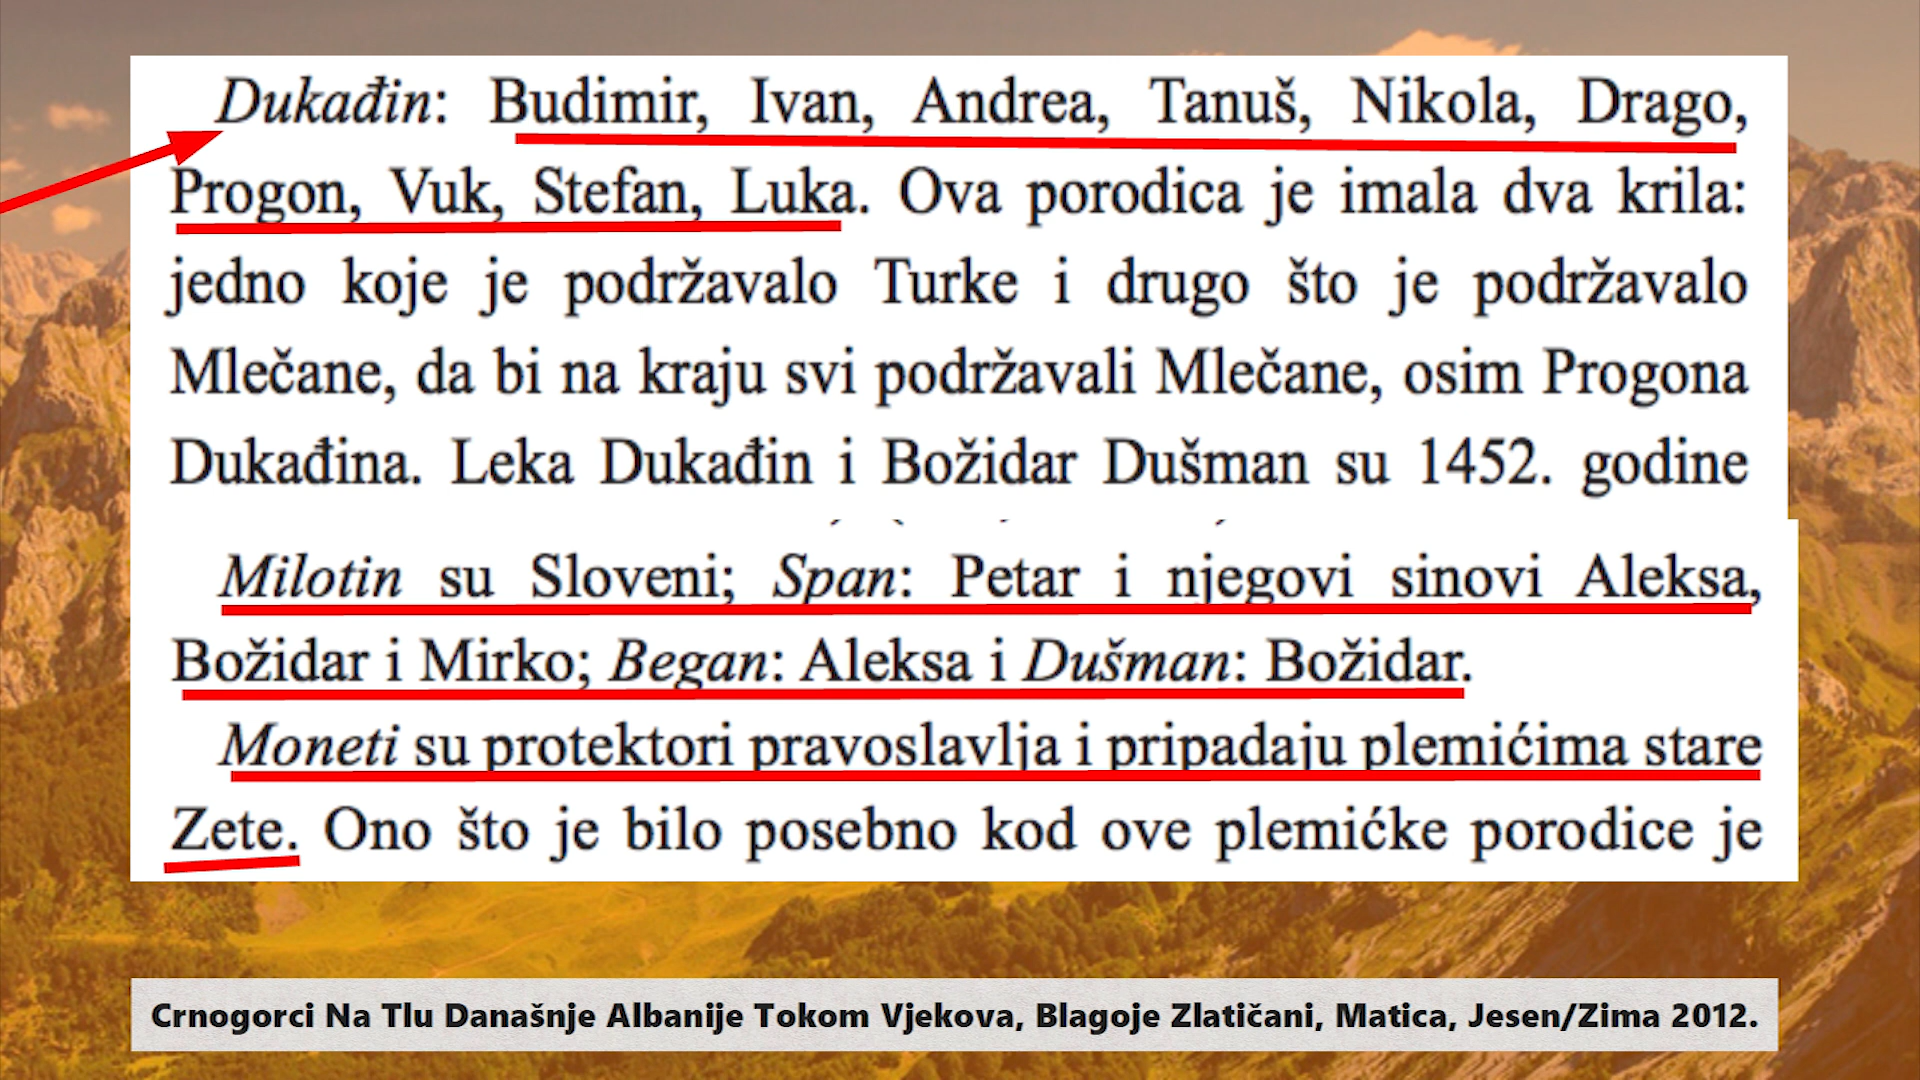 Dukađin: Budimir, Ivan, Andrea, Tanuš, Nikola, Drago,
Progon, Vuk, Stefan, Luka. Ova porodica je imala dva krila:
jedno koje je podržavalo Turke i drugo što je podržavalo
Mlečane, da bi na kraju svi podržavali Mlečane, osim Progona
Dukađina. Leka Dukađin i Božidar Dušman su 1452. godine
Milotin su Sloveni; Span: Petar i njegovi sinovi Aleksa,
Božidar i Mirko; Began: Aleksa i Dušman: Božidar.
Moneti su protektori pravoslavlja i pripadaju plemićima stare
Zete. Ono što je bilo posebno kod ove plemićke porodice je
Crnogorci Na Tlu Današnje Albanije Tokom Vjekova, Blagoje Zlatičani, Matica, Jesen/Zima 2012.